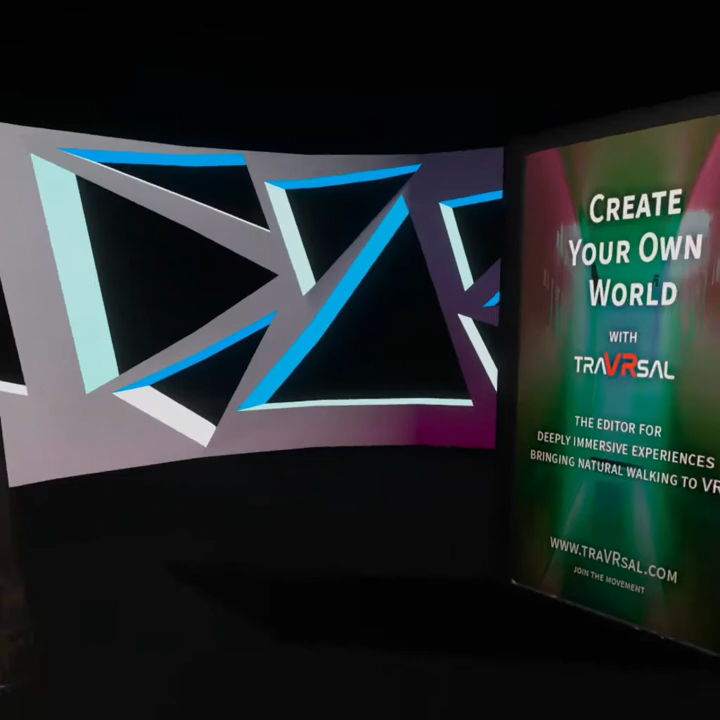 Create
Your Own
World
with
traVRsal
The Editor for
Deeply Immersive Experiences
Bringing Natural Walking to VR
www.traVRsal.com
Join the Movement